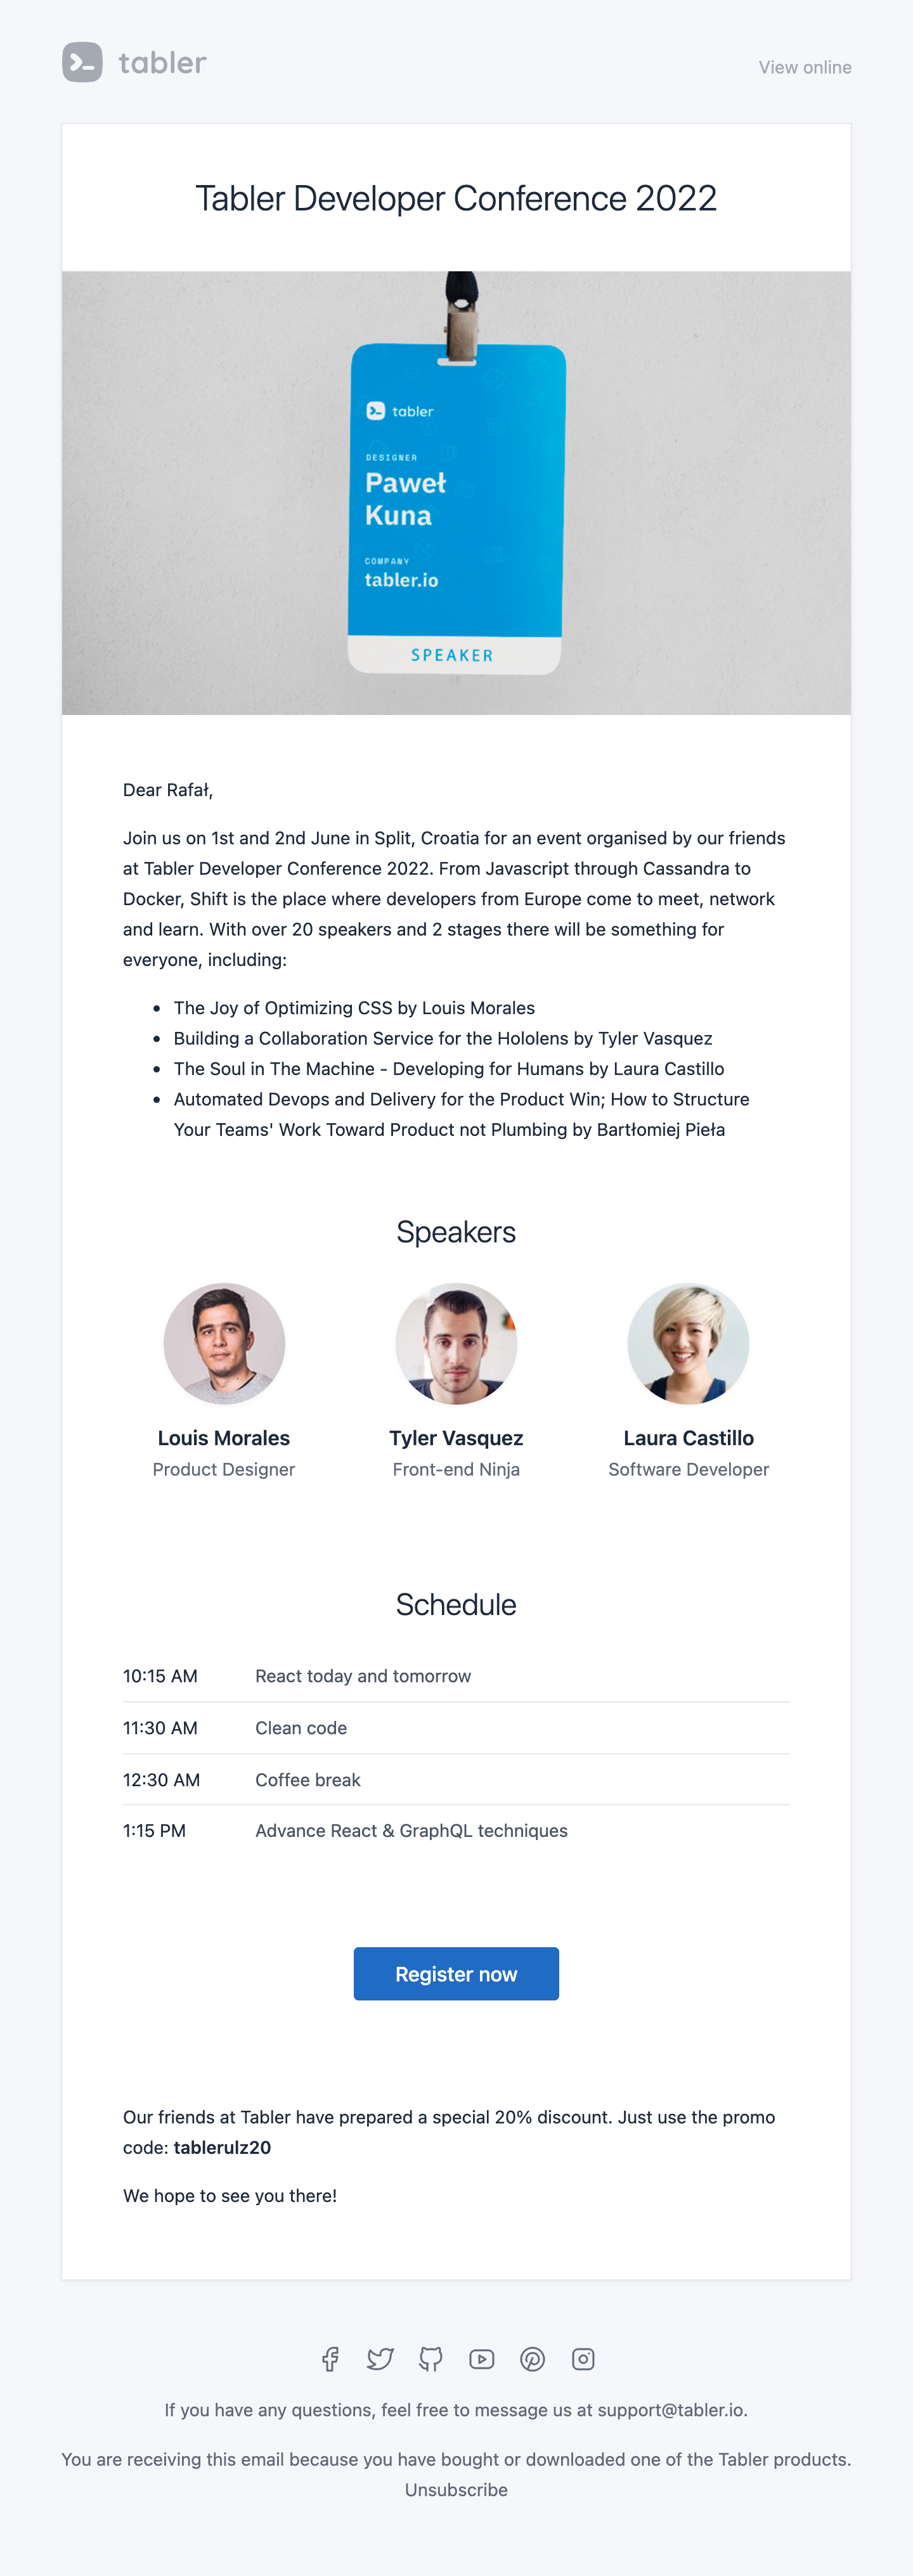 tabler
View online
Tabler Developer Conference 2022
tabler
DESIGNER
Paweł
Kuna
COMPANY
tabler.io
SPEAKER
Dear Rafał,
Join us on 1st and 2nd June in Split, Croatia for an event organised by our friends
at Tabler Developer Conference 2022. From Javascript through Cassandra to
Docker, Shift is the place where developers from Europe come to meet, network
and learn. With over 20 speakers and 2 stages there will be something for
everyone, including:
• The Joy of Optimizing CSS by Louis Morales
• Building a Collaboration Service for the Hololens by Tyler Vasquez
• The Soul in The Machine - Developing for Humans by Laura Castillo
• Automated Devops and Delivery for the Product Win; How to Structure
Your Teams' Work Toward Product not Plumbing by Bartłomiej Pieła
Speakers
Louis Morales Tyler Vasquez Laura Castillo
Product Designer Front-end Ninja Software Developer
Schedule
10:15 AM React today and tomorrow
11:30 AM Clean code
12:30 AM Coffee break
1:15 PM Advance React & GraphQL techniques
Register now
Our friends at Tabler have prepared a special 20% discount. Just use the promo
code: tablerulz20
We hope to see you there!
If you have any questions, feel free to message us at support@tabler.io.
You are receiving this email because you have bought or downloaded one of the Tabler products.
Unsubscribe